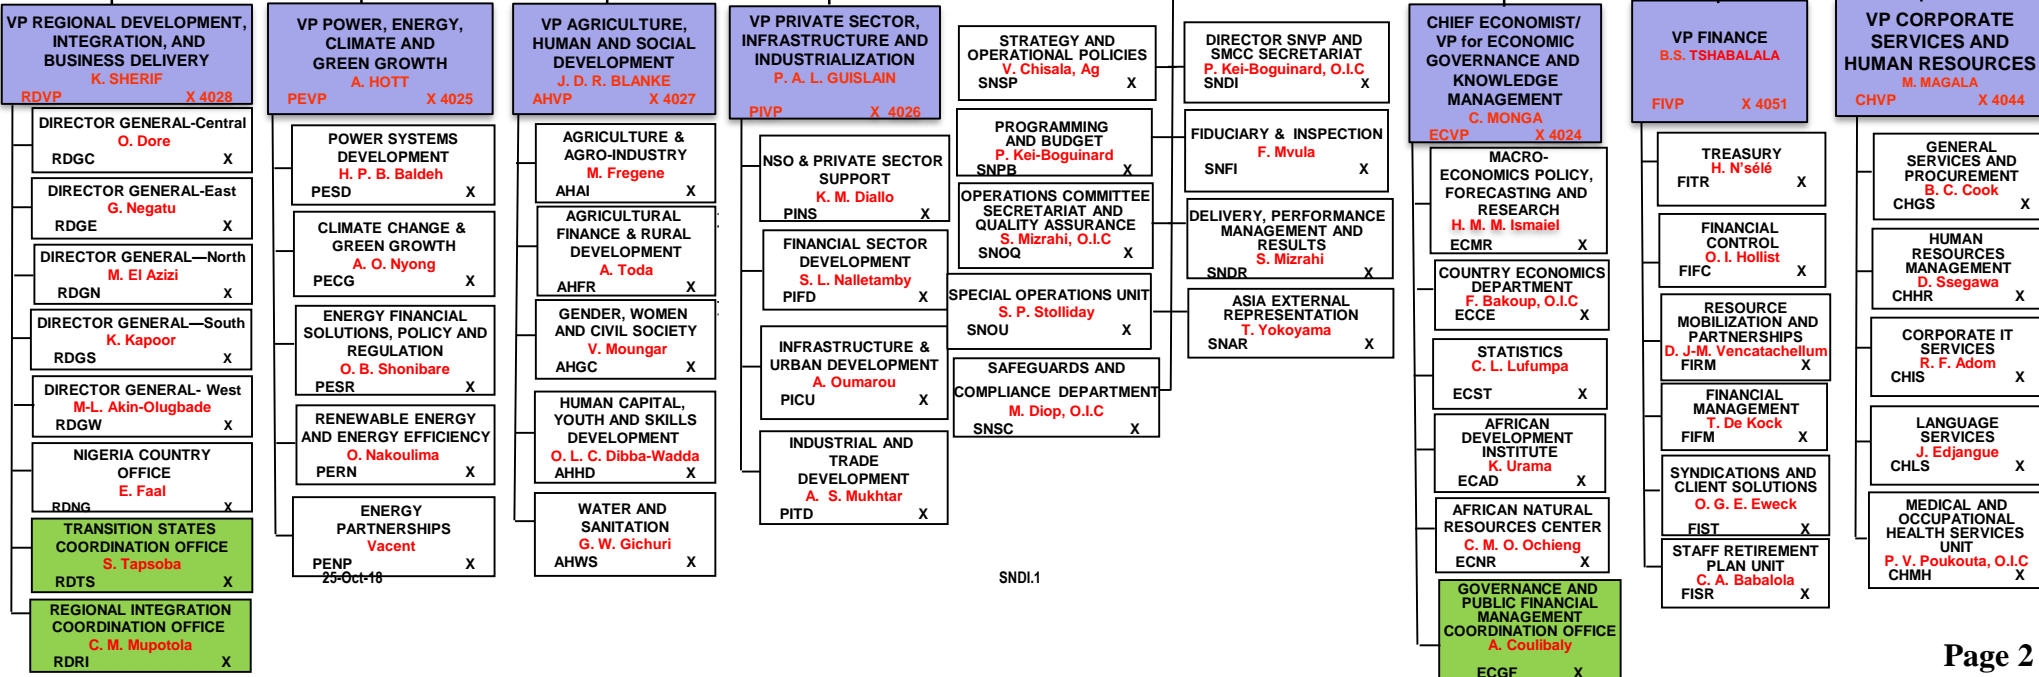 VP REGIONAL DEVELOPMENT,
INTEGRATION, AND
BUSINESS DELIVERY
K. SHERIF
RDVP X 4028
DIRECTOR GENERAL-Central
O. Dore
RDGC X
DIRECTOR GENERAL-East
G. Negatu
RDGE X
DIRECTOR GENERAL—North
M. El Azizi
RDGN X
DIRECTOR GENERAL—South
K. Kapoor
RDGS X
DIRECTOR GENERAL- West
M-L. Akin-Olugbade
RDGW X
NIGERIA COUNTRY
OFFICE
E. Faal
RDNG X
TRANSITION STATES
COORDINATION OFFICE
S. Tapsoba
RDTS X
REGIONAL INTEGRATION
COORDINATION OFFICE
C. M. Mupotola
RDRI X
VP POWER, ENERGY,
CLIMATE AND
GREEN GROWTH
A. HOTT
PEVP X 4025
POWER SYSTEMS
DEVELOPMENT
H. P. B. Baldeh
PESD X
CLIMATE CHANGE &
GREEN GROWTH
A. O. Nyong
PECG X
ENERGY FINANCIAL
SOLUTIONS, POLICY AND
REGULATION
O. B. Shonibare
PESR X
RENEWABLE ENERGY
AND ENERGY EFFICIENCY
O. Nakoulima
PERN X
ENERGY
PARTNERSHIPS
Vacent
PENP X
25-Oct-18
VP AGRICULTURE,
HUMAN AND SOCIAL
DEVELOPMENT
J. D. R. BLANKE
AHVP X 4027
AGRICULTURE &
AGRO-INDUSTRY
M. Fregene
AHAI X
AGRICULTURAL
FINANCE & RURAL
DEVELOPMENT
A. Toda
AHFR X
GENDER, WOMEN
AND CIVIL SOCIETY
V. Moungar
AHGC X
HUMAN CAPITAL,
YOUTH AND SKILLS
DEVELOPMENT
O. L. C. Dibba-Wadda
AHHD X
WATER AND
SANITATION
G. W. Gichuri
AHWS X
VP PRIVATE SECTOR,
INFRASTRUCTURE AND
INDUSTRIALIZATION
P. A. L. GUISLAIN
PIVP X 4026
NSO & PRIVATE SECTOR
SUPPORT
K. M. Diallo
PINS X
FINANCIAL SECTOR
DEVELOPMENT
S. L. Nalletamby
PIFD X
INFRASTRUCTURE &
URBAN DEVELOPMENT
A. Oumarou
PICU X
INDUSTRIAL AND
TRADE
DEVELOPMENT
A. S. Mukhtar
PITD X
STRATEGY AND
OPERATIONAL POLICIES
V. Chisala, Ag
SNSP X
PROGRAMMING
AND BUDGET
P. Kei-Boguinard
SNPB X
OPERATIONS COMMITTEE
SECRETARIAT AND
QUALITY ASSURANCE
S. Mizrahi, O.I.C
SNOQ X
SPECIAL OPERATIONS UNIT
S. P. Stolliday
SNOU X
SAFEGUARDS AND
COMPLIANCE DEPARTMENT
M. Diop, O.I.C
SNSC X
SNDI.1
DIRECTOR SNVP AND
SMCC SECRETARIAT
P. Kei-Boguinard, O.I.C
SNDI X
FIDUCIARY & INSPECTION
F. Mvula
SNFI X
DELIVERY, PERFORMANCE
MANAGEMENT AND
RESULTS
S. Mizrahi
SNDR X
ASIA EXTERNAL
REPRESENTATION
T. Yokoyama
SNAR X
CHIEF ECONOMIST/
VP for ECONOMIC
GOVERNANCE AND
KNOWLEDGE
MANAGEMENT
C. MONGA
ECVP X 4024
MACRO-
ECONOMICS POLICY,
FORECASTING AND
RESEARCH
H. M. M. Ismaiel
ECMR X
COUNTRY ECONOMICS
DEPARTMENT
F. Bakoup, O.I.C
ECCE X
STATISTICS
C. L. Lufumpa
ECST X
AFRICAN
DEVELOPMENT
INSTITUTE
K. Urama
ECAD X
AFRICAN NATURAL
RESOURCES CENTER
C. M. O. Ochieng
ECNR X
GOVERNANCE AND
PUBLIC FINANCIAL
MANAGEMENT
COORDINATION OFFICE
A. Coulibaly
ECGF X
VP FINANCE
B.S. TSHABALALA
FIVP X 4051
TREASURY
H. N'sélé
FITR X
FINANCIAL
CONTROL
O. I. Hollist
FIFC X
RESOURCE
MOBILIZATION AND
PARTNERSHIPS
D. J-M. Vencatachellum
FIRM X
FINANCIAL
MANAGEMENT
T. De Kock
FIFM X
SYNDICATIONS AND
CLIENT SOLUTIONS
O. G. E. Eweck
FIST X
STAFF RETIREMENT
PLAN UNIT
C. A. Babalola
FISR X
VP CORPORATE
SERVICES AND
HUMAN RESOURCES
M. MAGALA
CHVP X 4044
GENERAL
SERVICES AND
PROCUREMENT
B. C. Cook
CHGS X
HUMAN
RESOURCES
MANAGEMENT
D. Ssegawa
CHHR X
CORPORATE IT
SERVICES
R. F. Adom
CHIS X
LANGUAGE
SERVICES
J. Edjangue
CHLS X
MEDICAL AND
OCCUPATIONAL
HEALTH SERVICES
UNIT
P. V. Poukouta, O.I.C
CHMH X
Page 2